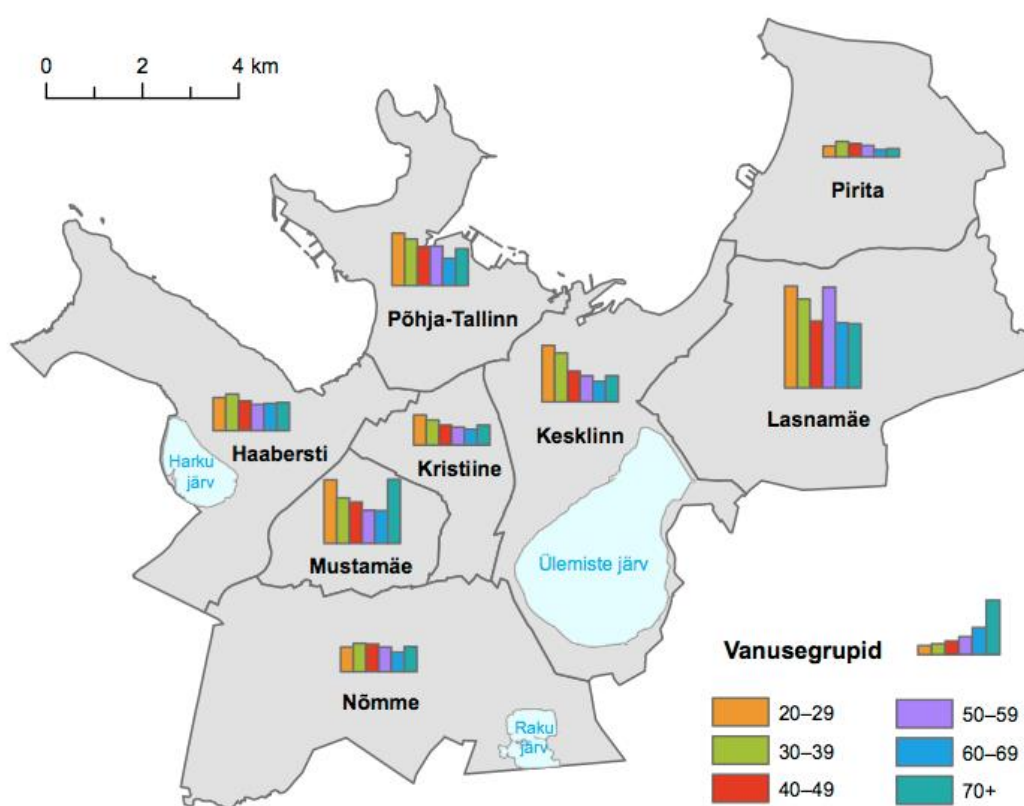 0 2 4 km
Pirita
Põhja-Tallinn
Lasnamäe
Kesklinn
Haabersti
Kristiine
Harku
järv
Mustamäe
Ülemiste järv
Nõmme
Raku
järv
Vanusegrupid
20–29
30–39
40–49
50–59
60–69
70+